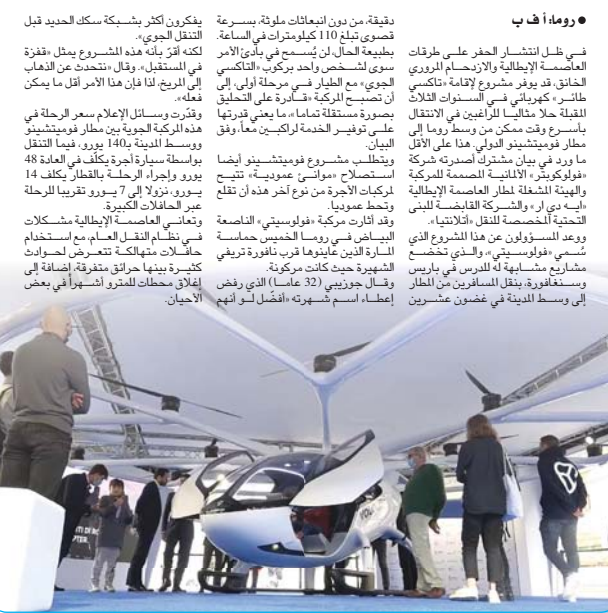 ● روما: أ ف ب
في ظل انتشار الحفر على طرقات
العاصمة الإيطالية والازدحام المروري
الخانق، قد يوفر مشروع لإقامة «تاكسي
طائر» كهربائي في السنوات الثلاث
المقبلة حلا مثاليا للراغبين في الانتقال
بأسرع وقت ممكن من وسط روما إلى
مطار فوميتشينو الدولي. هذا على الأقل
ما ورد في بيان مشترك أصدرته شركة
«فولوكوبتر» الألمانية المصممة للمركبة
والهيئة المشغلة لمطار العاصمة الإيطالية
«ايه دي ار» والشركة القابضة للبنى
التحتية المخصصة للنقل «أتلانتيا».
ووعد المسؤولون عن هذا المشروع الذي
سُمي «فولوسيتي»، والذي تخضع
مشاريع مشابهة له للدرس في باريس
وسنغافورة، بنقل المسافرين من المطار
إلى وسط المدينة في غضون عشرين
دقيقة، من دون انبعاثات ملوثة، بسرعة
قصوى تبلغ 110 كيلومترات في الساعة.
بطبيعة الحال، لن يُسمح في بادئ الأمر
سوى لشخص واحد بركوب «التاكسي
الجوي» مع الطيار في مرحلة أولى، إلى
أن تصبح المركبة «قادرة على التحليق
بصورة مستقلة تماما»، ما يعني قدرتها
على توفير الخدمة لراكبين معاً، وفق
البيان.
ويتطلب مشروع فوميتشينو أيضا
استصلاح «موانئ عمودية» تتيح
لمركبات الأجرة من نوع آخر هذه أن تقلع
وتحط عموديا.
وقد أثارت مركبة «فولوسيتي» الناصعة
البياض في روما الخميس حماسة
المارة الذين عاينوها قرب نافورة تريفي
الشهيرة حيث كانت مركونة.
وقال جوزيبي (32 عاما) الذي رفض
إعطاء اسم شهرته «أفضّل لو أنهم
يفكرون أكثر بشبكة سكك الحديد قبل
التنقل الجوي».
لكنه أقرّ بأنه هذه المشروع يمثل «قفزة
في المستقبل». وقال «نتحدث عن الذهاب
إلى المريخ، لذا فإن هذا الأمر أقل ما يمكن
فعله».
وقدّرت وسائل الإعلام سعر الرحلة في
هذه المركبة الجوية بين مطار فوميتشينو
ووسط المدينة بـ140 يورو، فيما التنقل
بواسطة سيارة أجرة يكلّف في العادة 48
يورو وإجراء الرحلة بالقطار يكلف 14
يورو، نزولا إلى 7 يورو تقريبا للرحلة
عبر الحافلات الكبيرة.
وتعاني العاصمة الإيطالية مشكلات
في نظام النقل العام، مع استخدام
حافلات متهالكة تتعرض لحوادث
كثيرة بينها حرائق متفرقة، إضافة إلى
إغلاق محطات للمترو أشهراً في بعض
الأحيان.